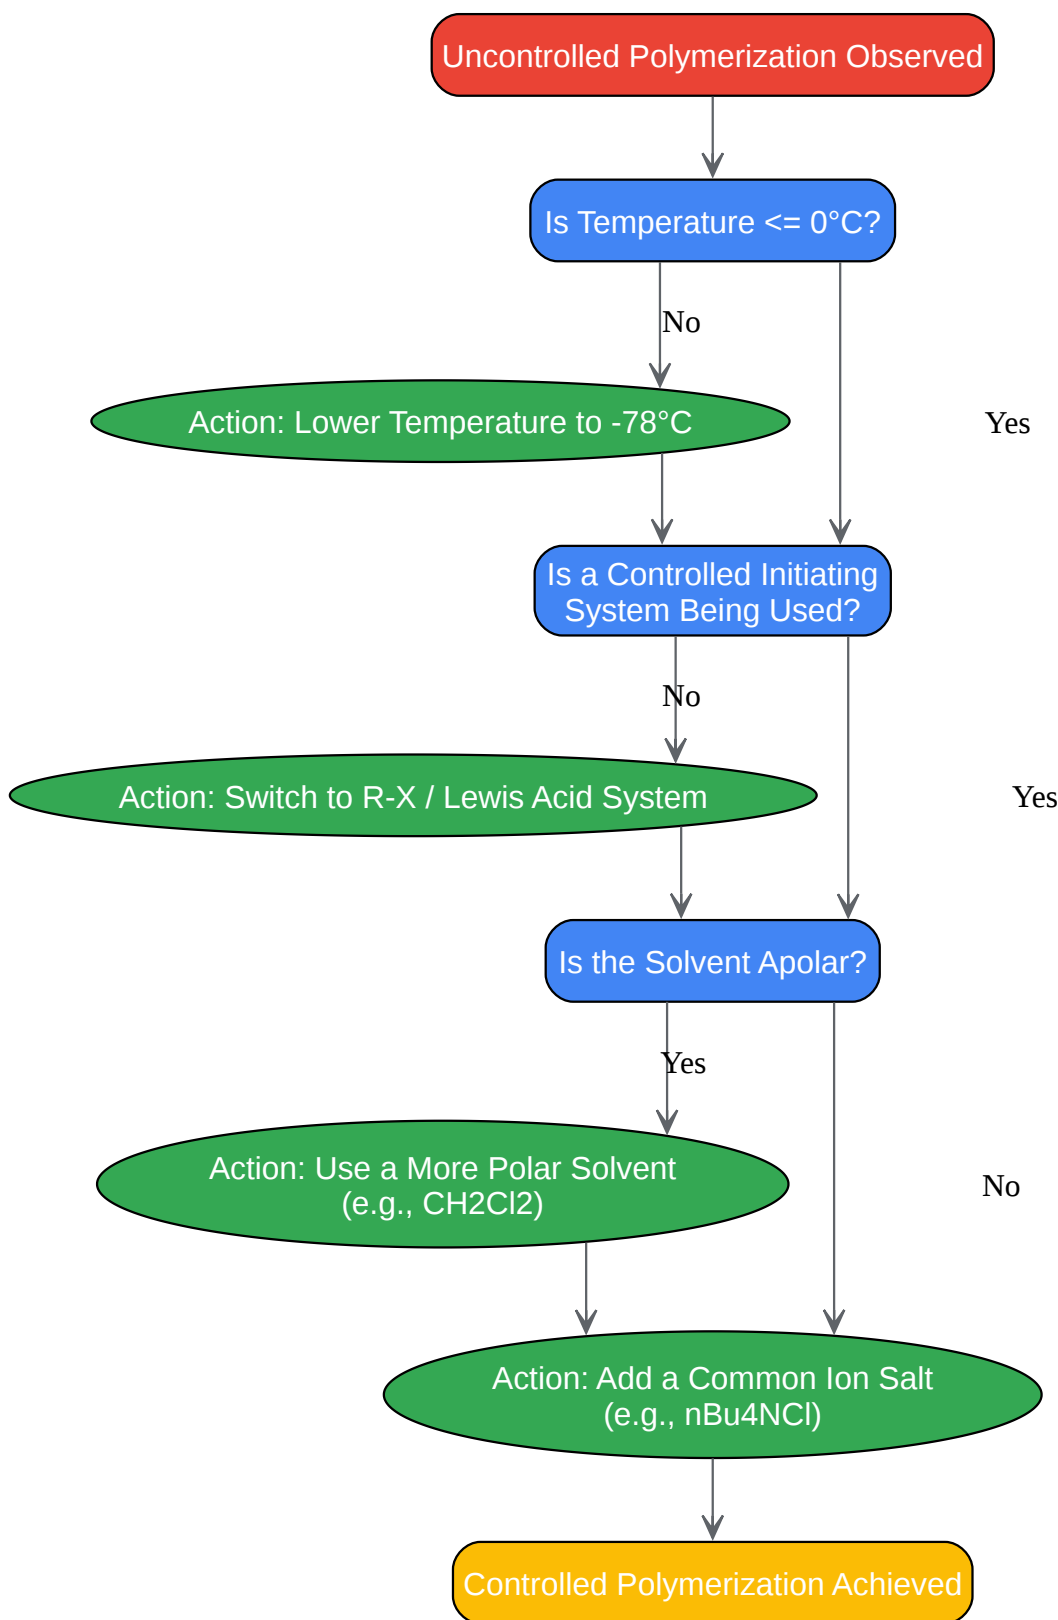 Uncontrolled Polymerization Observed
Is Temperature <= 0°C?
No
Action: Lower Temperature to -78°C
Yes
Is a Controlled Initiating
System Being Used?
No
Action: Switch to R-X / Lewis Acid System
Yes
Is the Solvent Apolar?
Yes
Action: Use a More Polar Solvent
(e.g., CH2Cl2)
No
Action: Add a Common Ion Salt
(e.g., nBu4NCl)
Controlled Polymerization Achieved